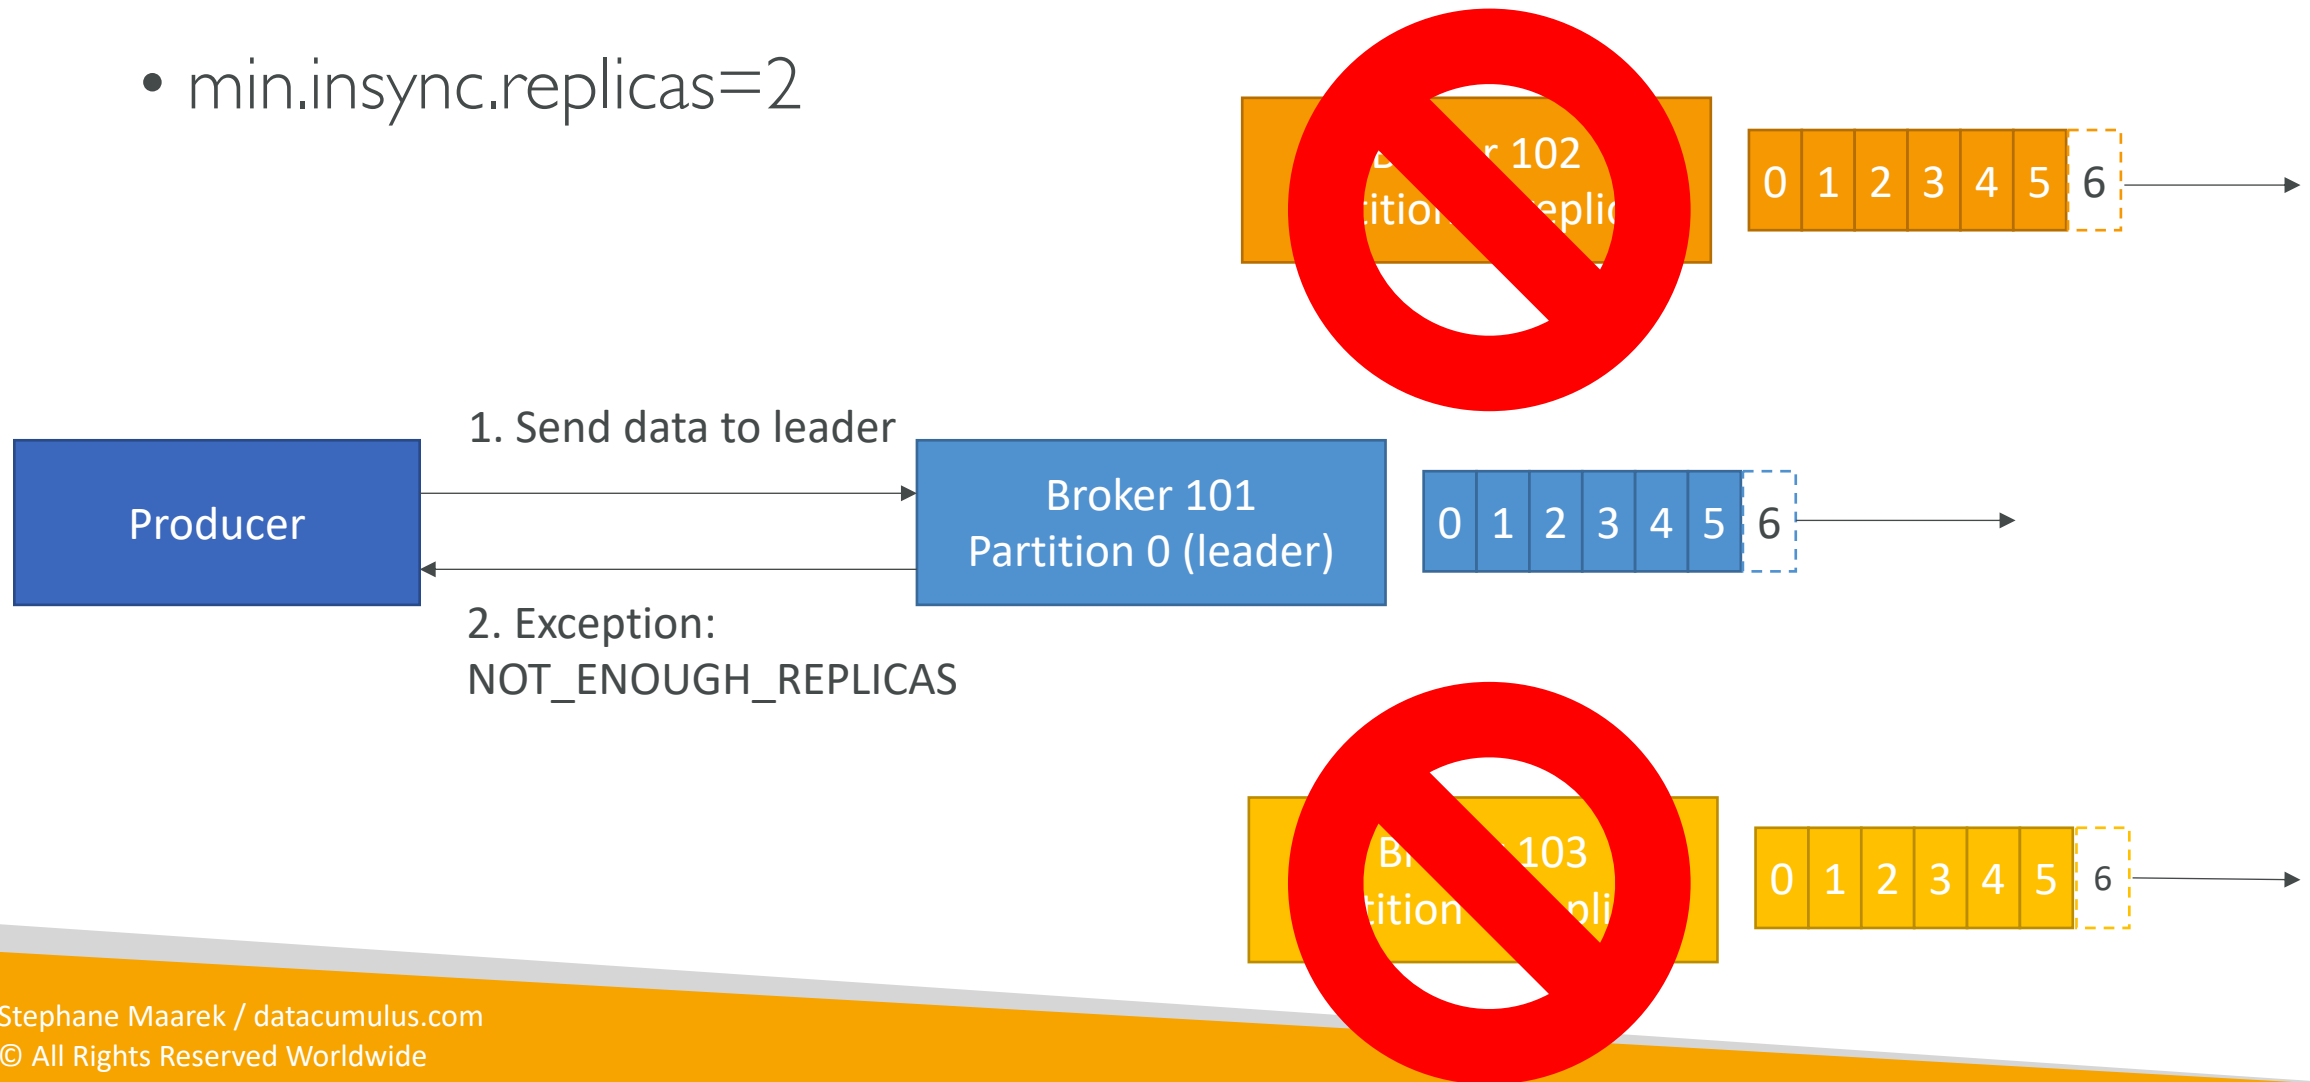 • min.insync.replicas=2
102
0 1 2 3 4 5 6
1. Send data to leader
Producer
Broker 101
Partition 0 (leader)
0 1 2 3 4 5 6
2. Exception:
NOT_ENOUGH_REPLICAS
103
0 1 2 3 4 5 6
Stephane Maarek / datacumulus.com
© All Rights Reserved Worldwide